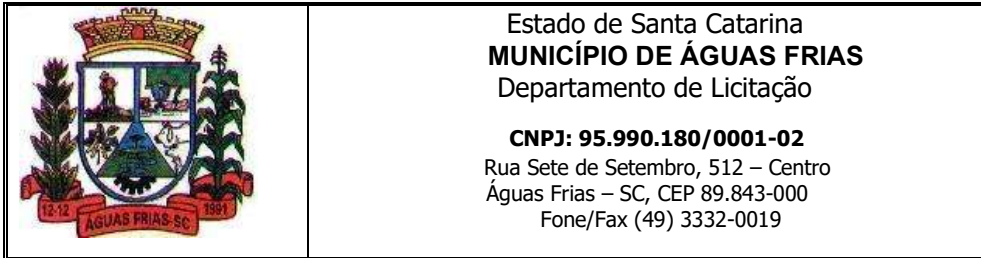 12-12
ÁGUAS FRIAS-SC
1991
Estado de Santa Catarina
MUNICÍPIO DE ÁGUAS FRIAS
Departamento de Licitação
CNPJ: 95.990.180/0001-02
Rua Sete de Setembro, 512 – Centro
Águas Frias – SC, CEP 89.843-000
Fone/Fax (49) 3332-0019